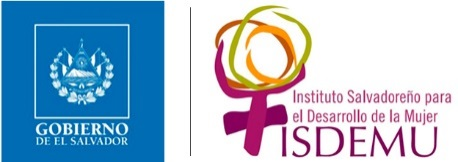 GOBIERNO
DE EL SALVADOR
Instituto Salvadoreño para
el Desarrollo de la Mujer
ISDEMU